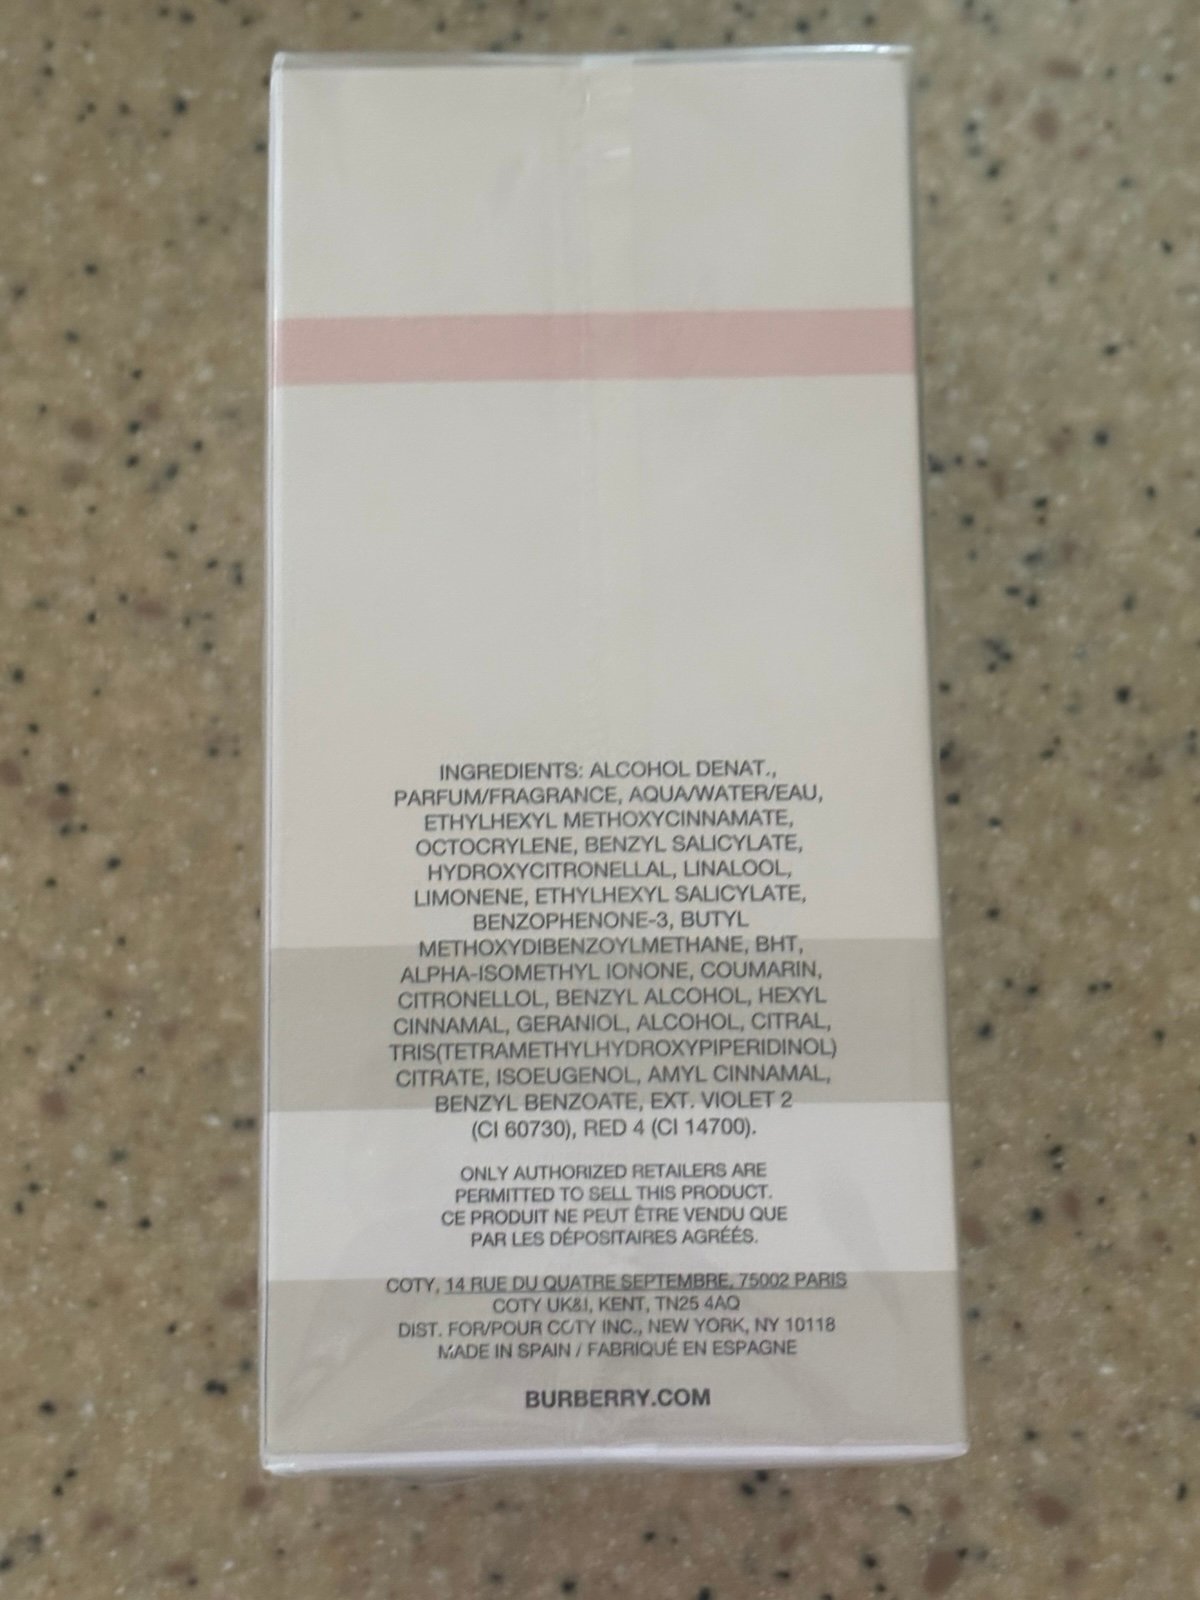 INGREDIENTS: ALCOHOL DENAT.,
PARFUM/FRAGRANCE, AQUA/WATER/EAU,
ETHYLHEXYL METHOXYCINNAMATE,
OCTOCRYLENE, BENZYL SALICYLATE,
HYDROXYCITRONELLAL, LINALOOL,
LIMONENE, ETHYLHEXYL SALICYLATE,
BENZOPHENONE-3, BUTYL
METHOXYDIBENZOYLMETHANE, BHT,
ALPHA-ISOMETHYL IONONE, COUMARIN,
CITRONELLOL, BENZYL ALCOHOL, HEXYL
CINNAMAL, GERANIOL, ALCOHOL, CITRAL,
TRIS(TETRAMETHYLHYDROXYPIPERIDINOL)
CITRATE, ISOEUGENOL, AMYL CINNAMAL,
BENZYL BENZOATE, EXT. VIOLET 2
(CI 60730), RED 4 (CI 14700).
ONLY AUTHORIZED RETAILERS ARE
PERMITTED TO SELL THIS PRODUCT.
CE PRODUIT NE PEUT ÊTRE VENDU QUE
PAR LES DÉPOSITAIRES AGRÉÉS.
COTY, 14 RUE DU QUATRE SEPTEMBRE, 75002 PARIS
COTY UK&I, KENT, TN25 4AQ
DIST. FOR/POUR COTY INC., NEW YORK, NY 10118
MADE IN SPAIN / FABRIQUÉ EN ESPAGNE
BURBERRY.COM